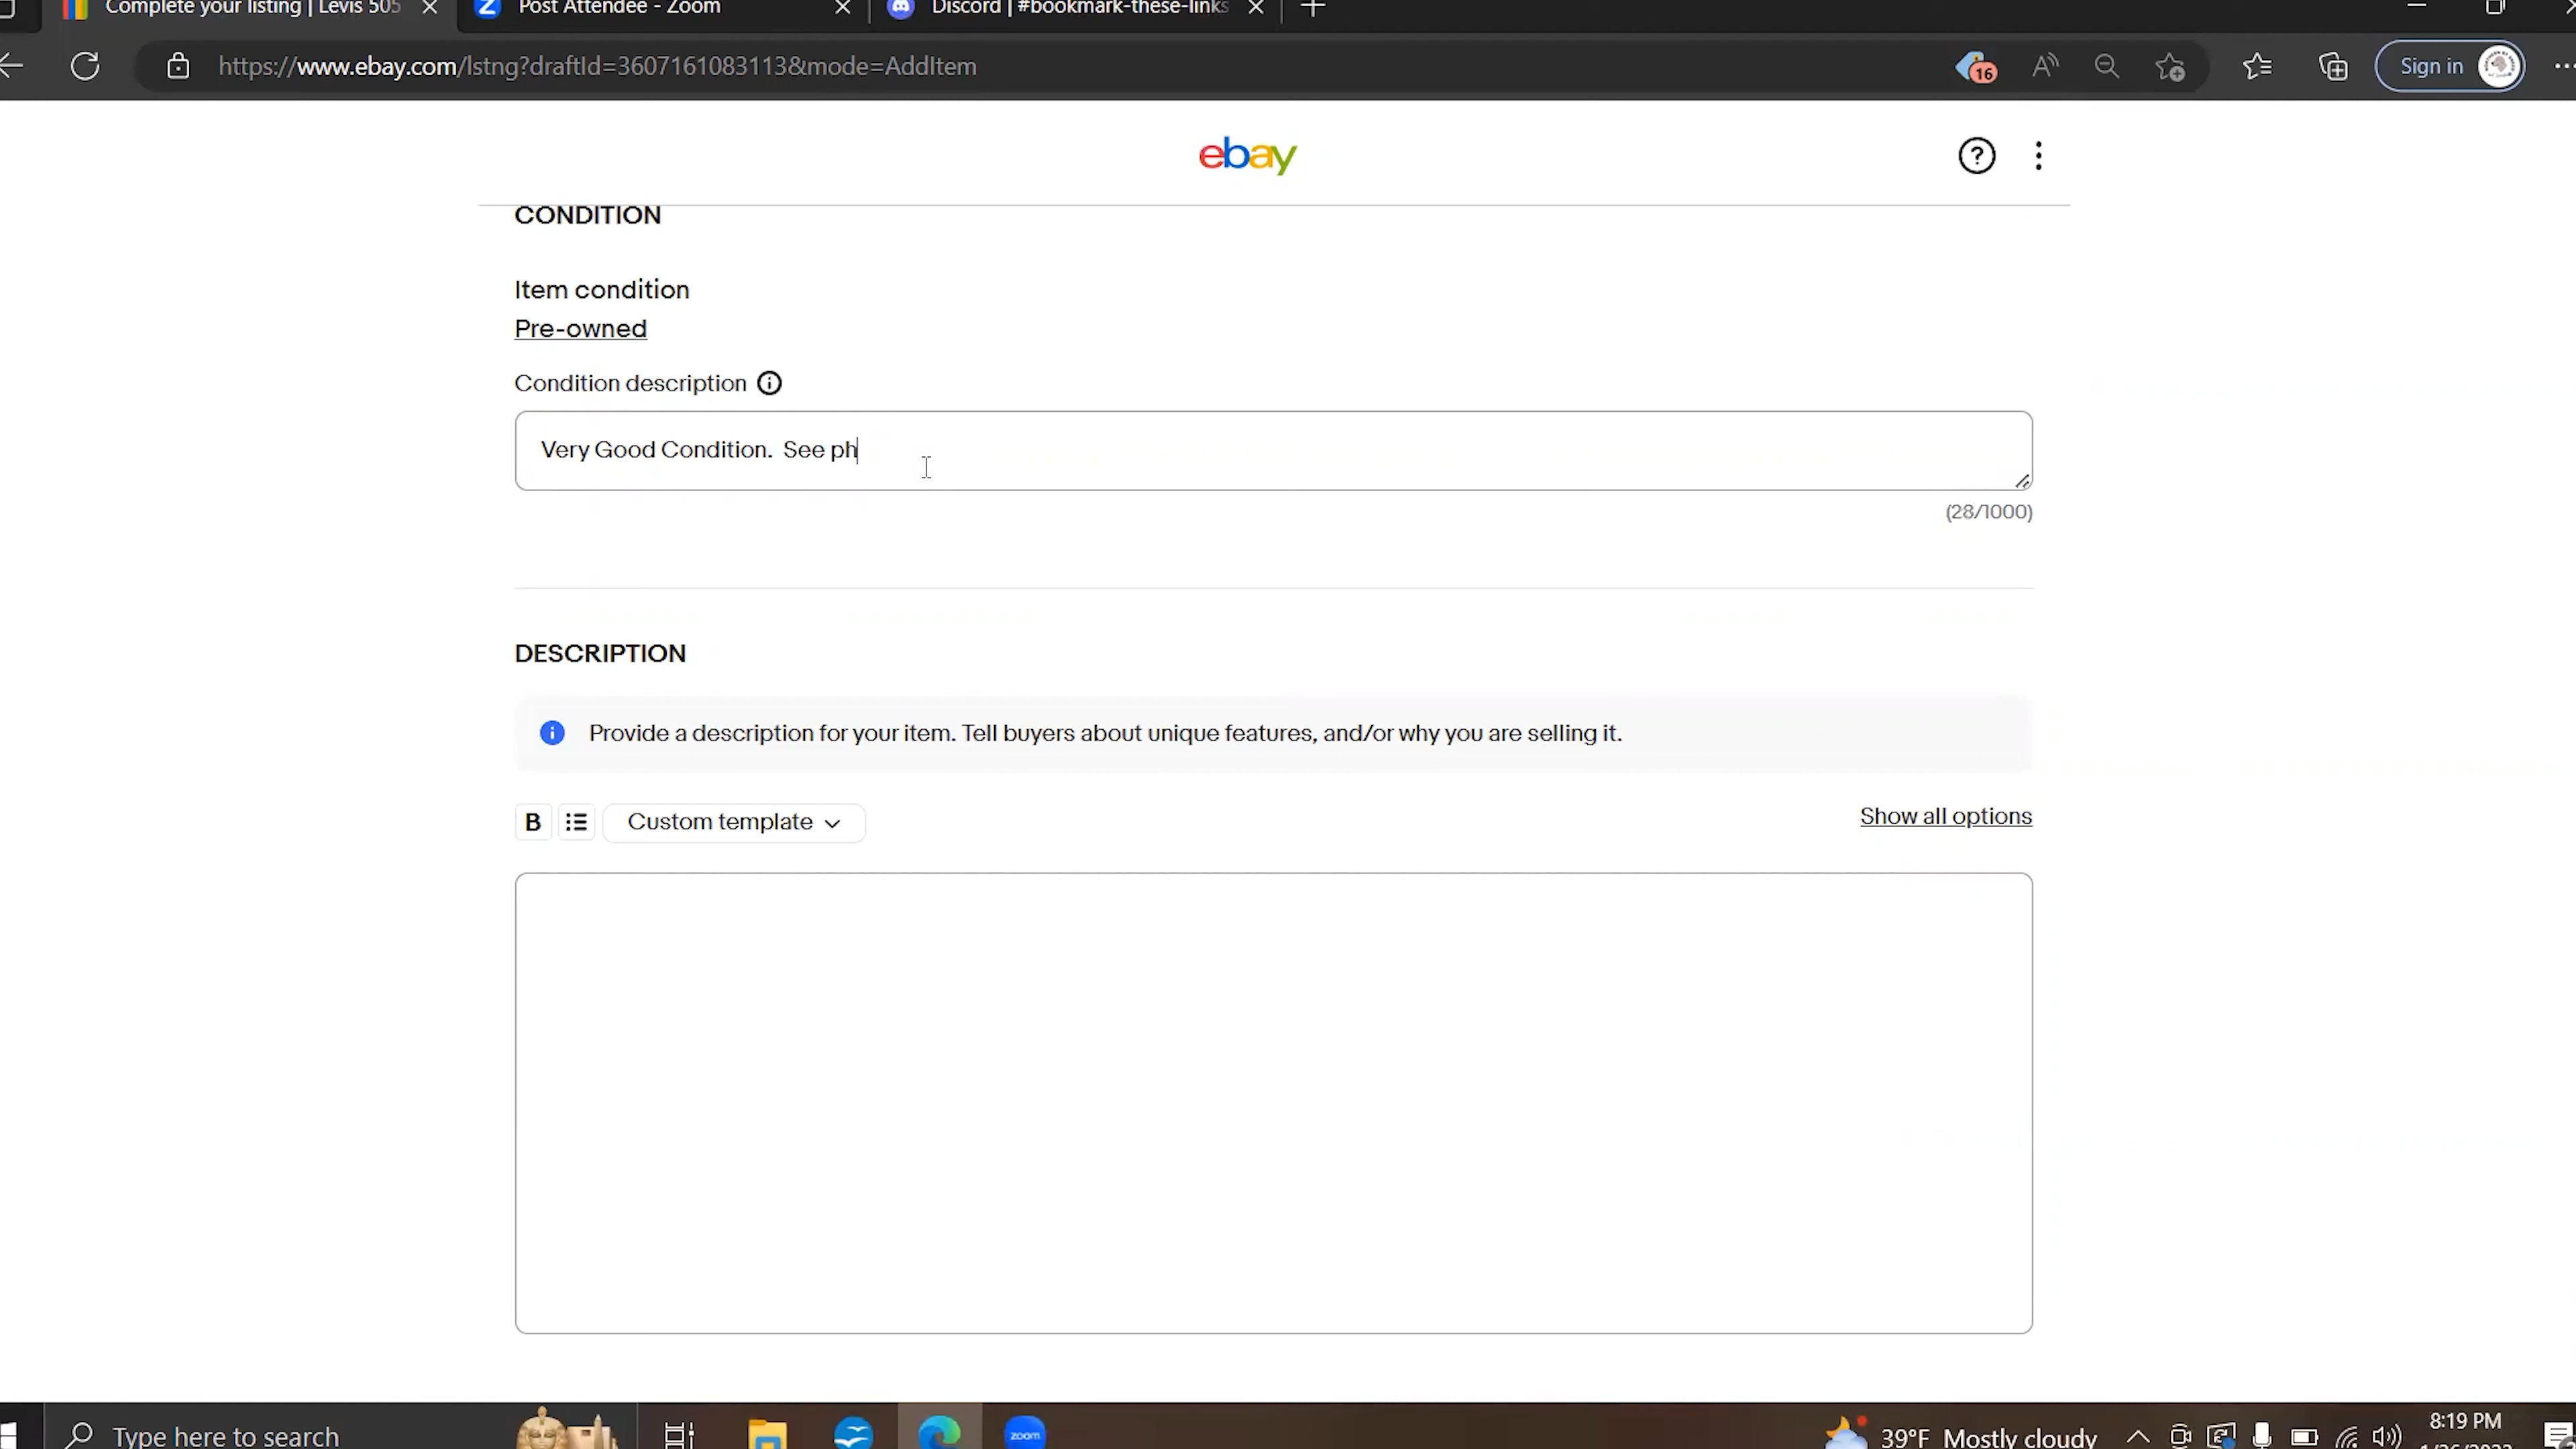 Complete your listing | Levis 505
Post Attendee - Zoom
Discord | #bookmark-these-links
https://www.ebay.com/lstng?draftId=3607161083113&mode=AddItem
16
Sign in
ebay
CONDITION
Item condition
Pre-owned
Condition description
Very Good Condition.  See ph
(28/1000)
DESCRIPTION
Provide a description for your item. Tell buyers about unique features, and/or why you are selling it.
B
Custom template
Show all options
Type here to search
zoom
39°F Mostly cloudy
8:19 PM